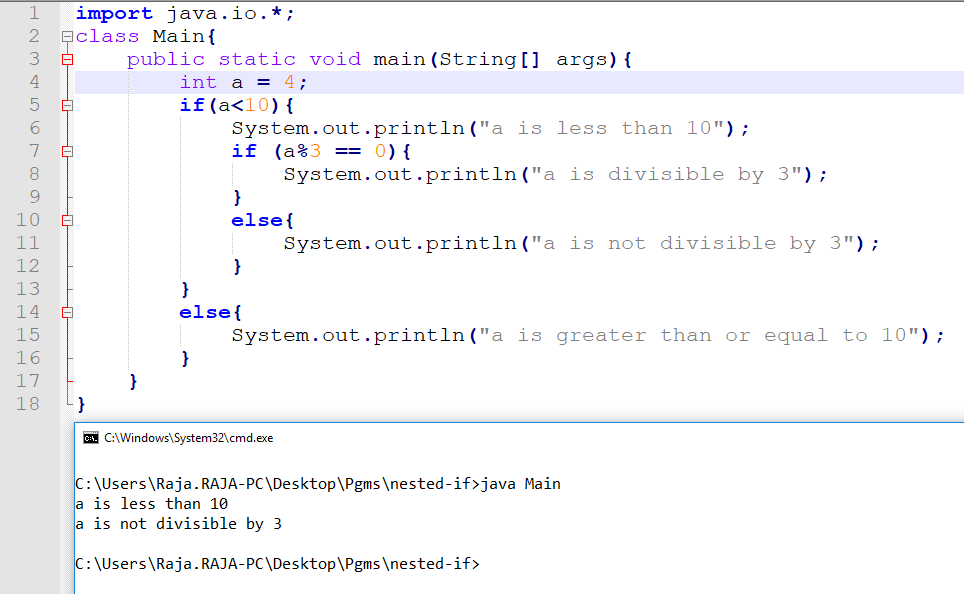 1 import java.io.*;
2 class Main{
3 public static void main(String[] args){
4 int a = 4;
5 if(a<10){
6 System.out.println("a is less than 10");
7 if (a%3 == 0){
8 System.out.println("a is divisible by 3");
9 }
10 else{
11 System.out.println("a is not divisible by 3");
12 }
13 }
14 else{
15 System.out.println("a is greater than or equal to 10");
16 }
17 }
18 }
C:\Windows\System32\cmd.exe
C:\Users\Raja.RAJA-PC\Desktop\Pgms\nested-if>java Main
a is less than 10
a is not divisible by 3
C:\Users\Raja.RAJA-PC\Desktop\Pgms\nested-if>